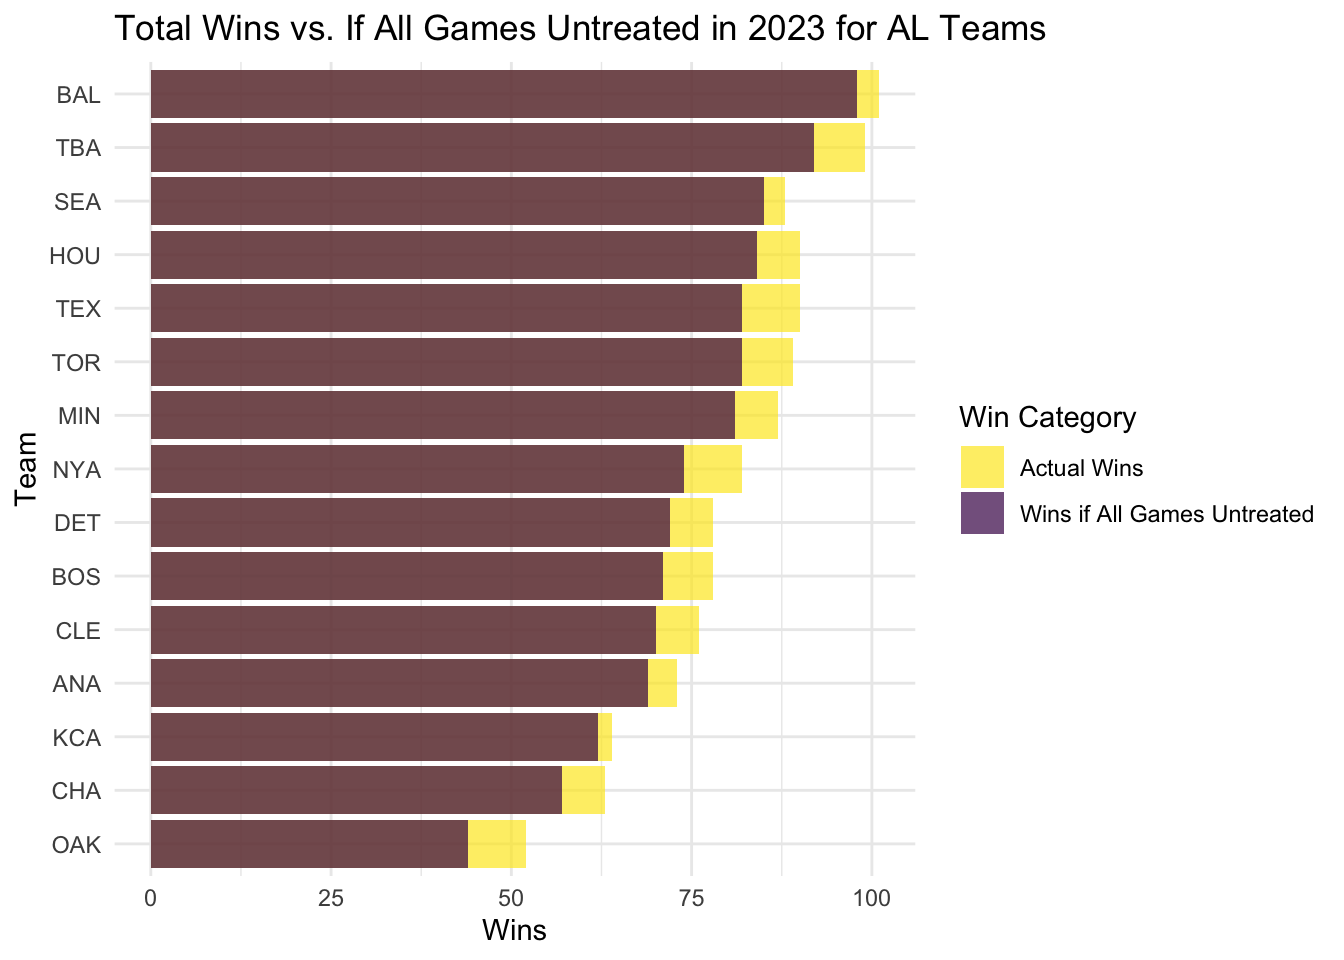 Total Wins vs. If All Games Untreated in 2023 for AL Teams
Team
BAL
TBA
SEA
HOU
TEX
TOR
MIN
NYA
DET
BOS
CLE
ANA
KCA
CHA
OAK
0 25 50 75 100
Wins
Win Category
Actual Wins
Wins if All Games Untreated